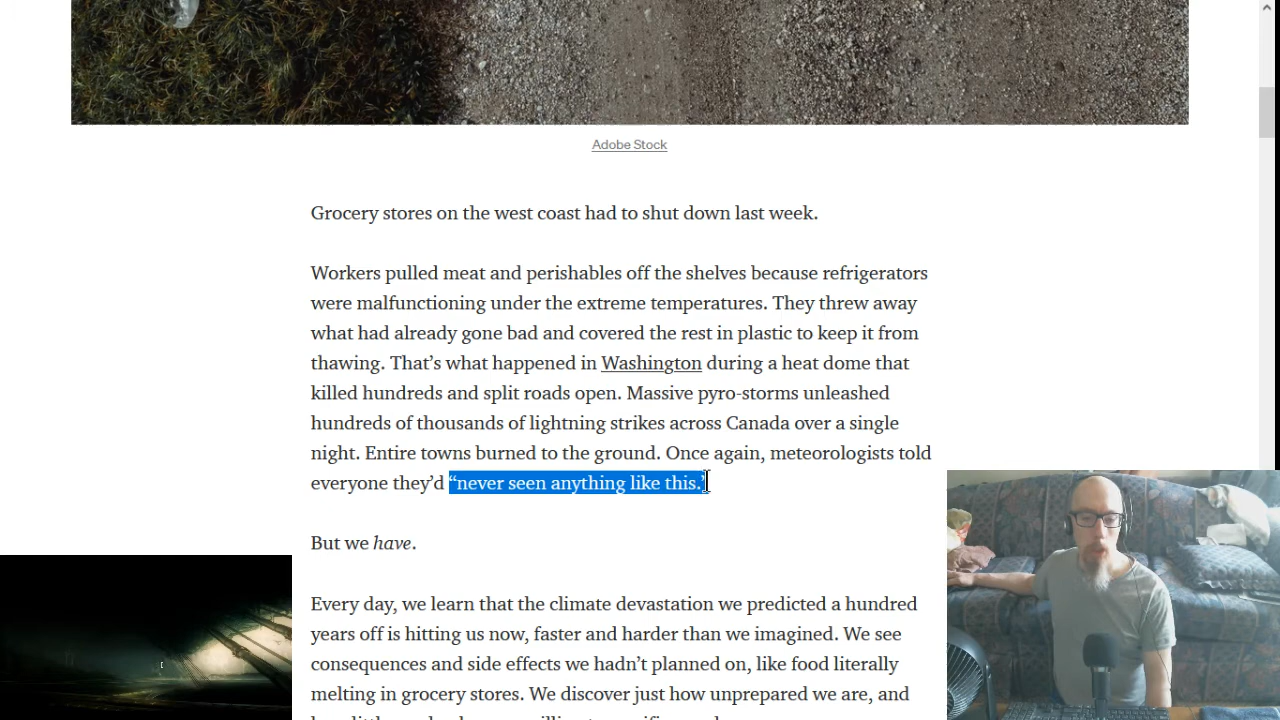 Adobe Stock
Grocery stores on the west coast had to shut down last week.
Workers pulled meat and perishables off the shelves because refrigerators
were malfunctioning under the extreme temperatures. They threw away
what had already gone bad and covered the rest in plastic to keep it from
thawing. That’s what happened in Washington during a heat dome that
killed hundreds and split roads open. Massive pyro-storms unleashed
hundreds of thousands of lightning strikes across Canada over a single
night. Entire towns burned to the ground. Once again, meteorologists told
everyone they’d “never seen anything like this.”
But we have.
Every day, we learn that the climate devastation we predicted a hundred
years off is hitting us now, faster and harder than we imagined. We see
consequences and side effects we hadn’t planned on, like food literally
melting in grocery stores. We discover just how unprepared we are, and